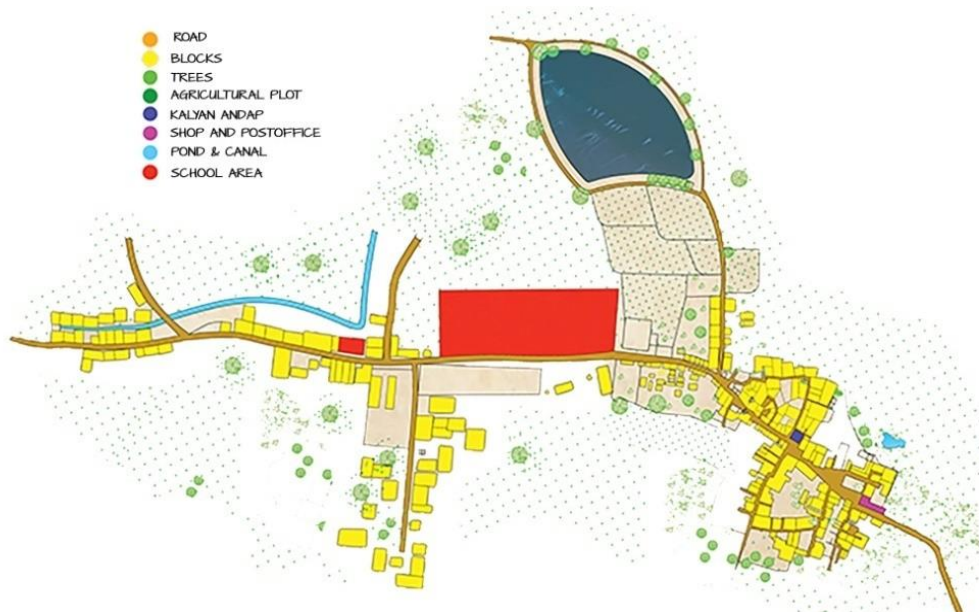 ROAD
BLOCKS
TREES
AGRICULTURAL PLOT
KALYAN ANDAP
SHOP AND POSTOFFICE
POND & CANAL
SCHOOL AREA